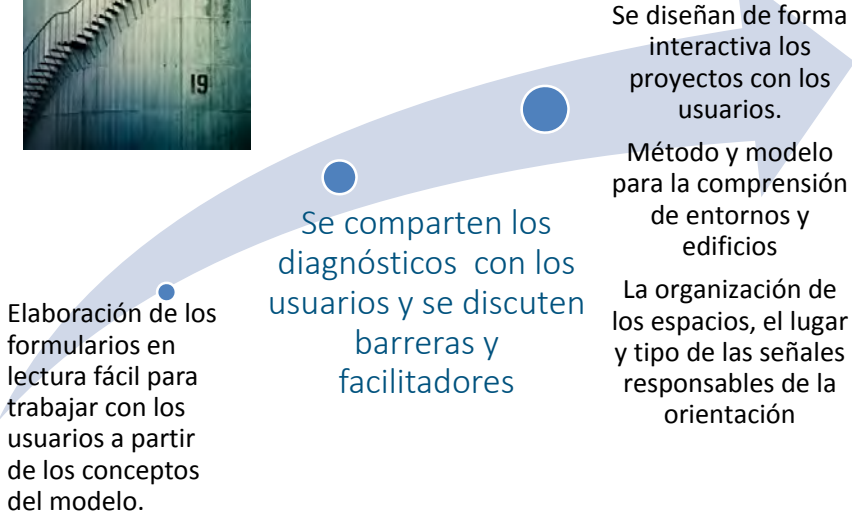 19
Elaboración de los
formularios en
lectura fácil para
trabajar con los
usuarios a partir
de los conceptos
del modelo.
Se comparten los
diagnósticos con los
usuarios y se discuten
barreras y
facilitadores
Se diseñan de forma
interactiva los
proyectos con los
usuarios.
Método y modelo
para la comprensión
de entornos y
edificios
La organización de
los espacios, el lugar
y tipo de las señales
responsables de la
orientación